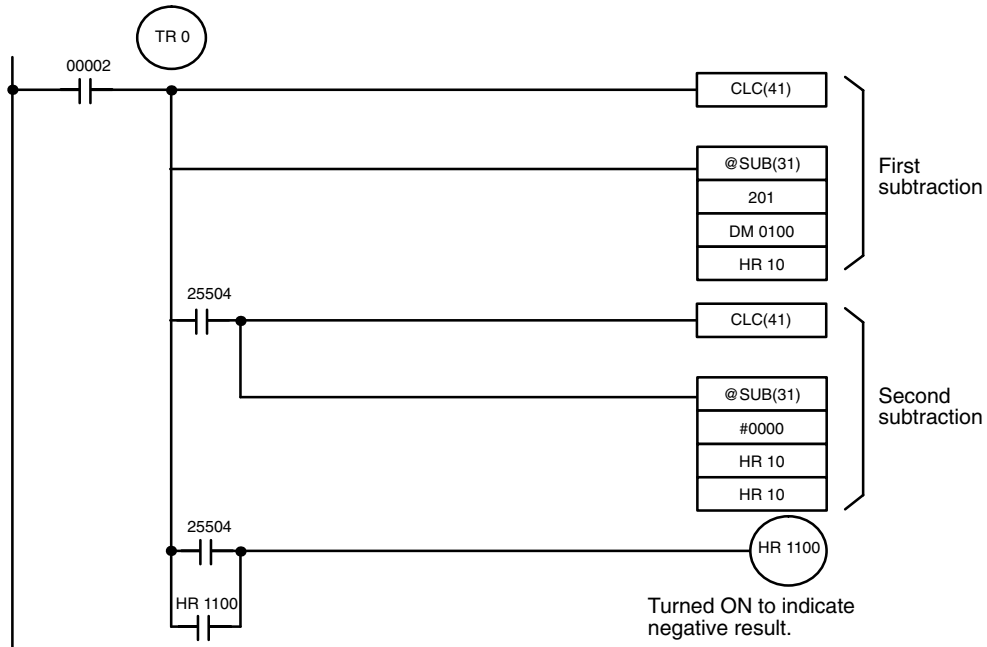 TR 0
00002
CLC(41)
@SUB(31)
201
DM 0100
HR 10
First
subtraction
25504
CLC(41)
@SUB(31)
#0000
HR 10
HR 10
Second
subtraction
25504
HR 1100
HR 1100
Turned ON to indicate
negative result.